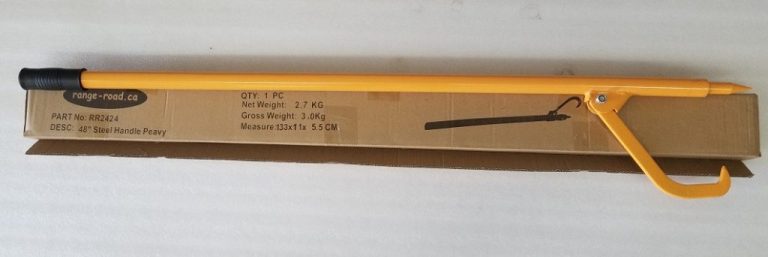 range-road.ca
PART No: RR2424
DESC: 48" Steel Handle Peavy
QTY: 1 PC
Net Weight: 2.7 KG
Gross Weight: 3.0Kg
Measure:133x11x 5.5 CM